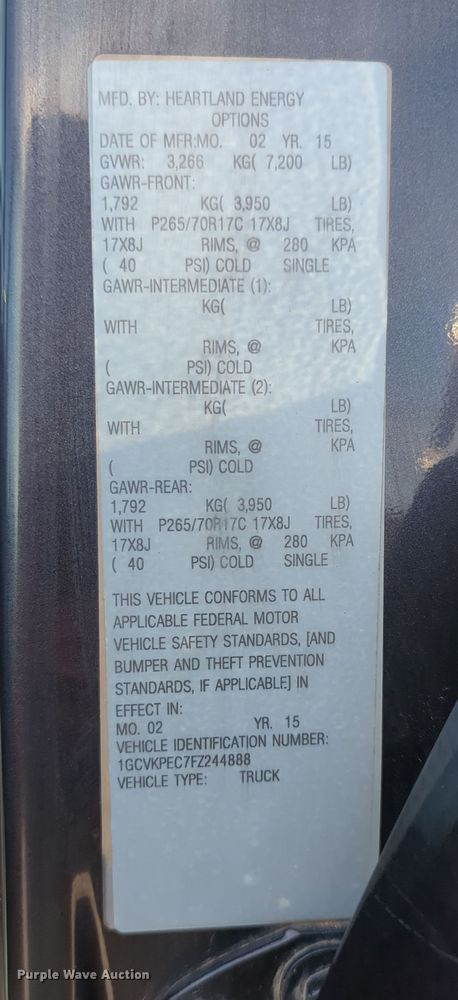 MFD. BY: HEARTLAND ENERGY
OPTIONS
DATE OF MFR:MO. 02 YR. 15
GVWR: 3,266 KG( 7,200 LB)
GAWR-FRONT:
1,792 KG( 3,950 LB)
WITH P265/70R17C 17X8J TIRES,
17X8J RIMS, @ 280 KPA
( 40 PSI) COLD SINGLE
GAWR-INTERMEDIATE (1):
KG( LB)
WITH TIRES,
RIMS, @ KPA
( PSI) COLD
GAWR-INTERMEDIATE (2):
KG( LB)
WITH TIRES,
RIMS, @ KPA
( PSI) COLD
GAWR-REAR:
1,792 KG( 3,950 LB)
WITH P265/70R17C 17X8J TIRES,
17X8J RIMS, @ 280 KPA
( 40 PSI) COLD SINGLE
THIS VEHICLE CONFORMS TO ALL
APPLICABLE FEDERAL MOTOR
VEHICLE SAFETY STANDARDS, [AND
BUMPER AND THEFT PREVENTION
STANDARDS, IF APPLICABLE] IN
EFFECT IN:
MO. 02 YR. 15
VEHICLE IDENTIFICATION NUMBER:
1GCVKPEC7FZ244888
VEHICLE TYPE: TRUCK
Purple Wave Auction